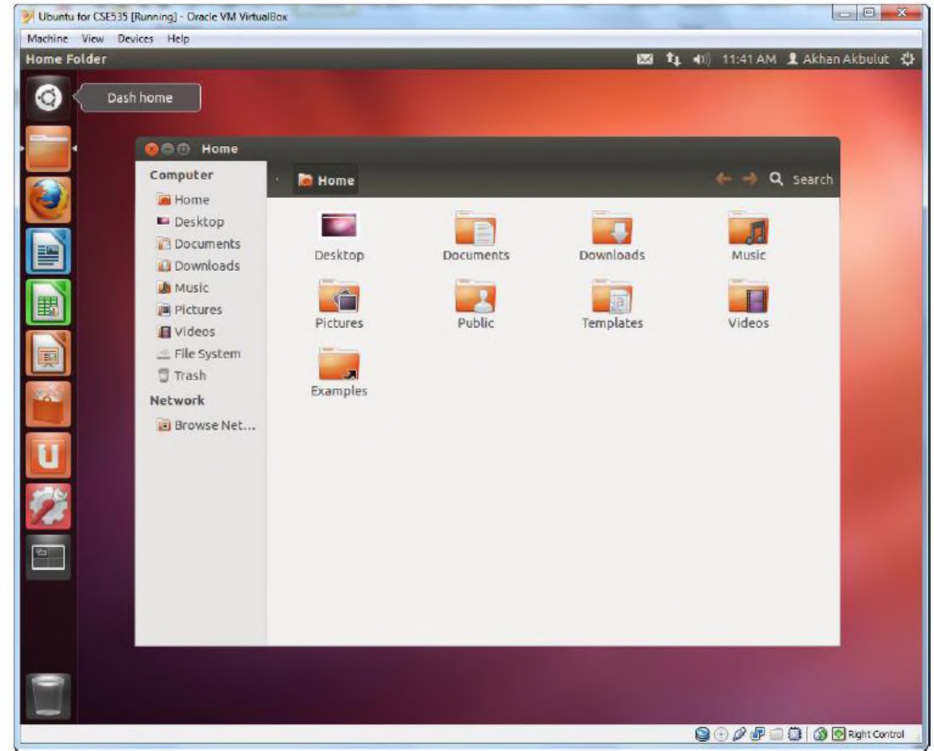 Ubuntu for CSE535 [Running] - Oracle VM VirtualBox
Machine View Devices Help
Home Folder 11:41 AM Akhan Akbulut
Dash home
Home
Computer
Home
Desktop
Documents
Downloads
Music
Pictures
Videos
File System
Trash
Network
Browse Net...
Home Search
Desktop Documents Downloads Music
Pictures Public Templates Videos
Examples
Right Control